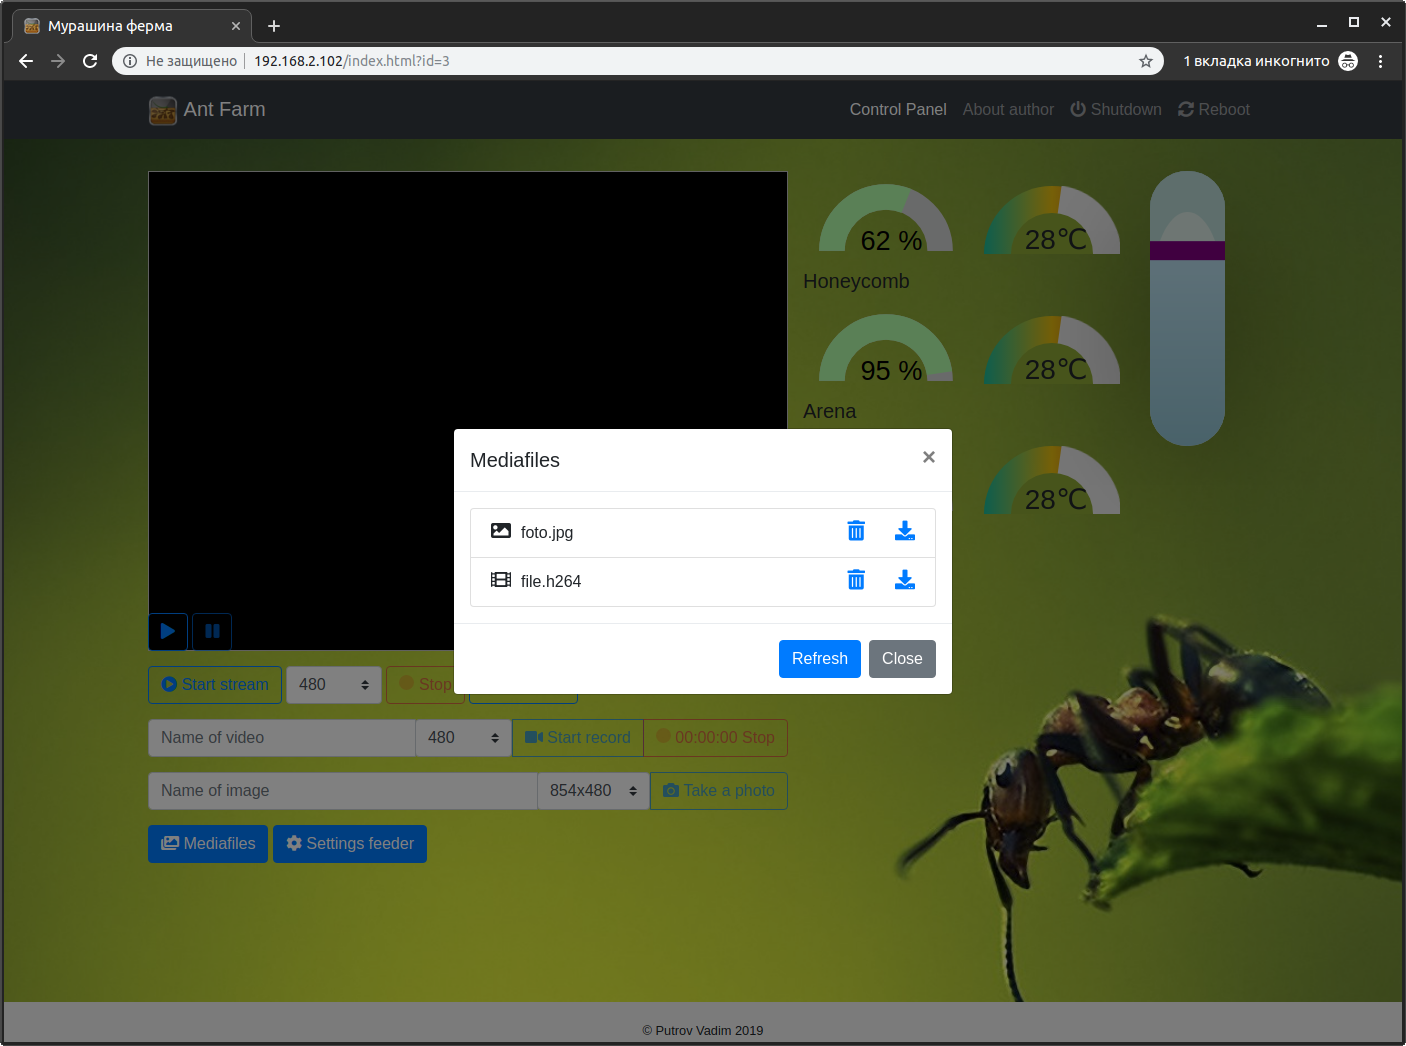 Мурашина ферма
Не защищено 192.168.2.102/index.html?id=3
1 вкладка инкогнито
Ant Farm
Control Panel About author Shutdown Reboot
62 % 28℃
Honeycomb
95 % 28℃
Arena
28℃
Mediafiles ×
foto.jpg
file.h264
Refresh Close
Start stream 480 Stop
Name of video 480 Start record 00:00:00 Stop
Name of image 854x480 Take a photo
Mediafiles Settings feeder
© Putrov Vadim 2019